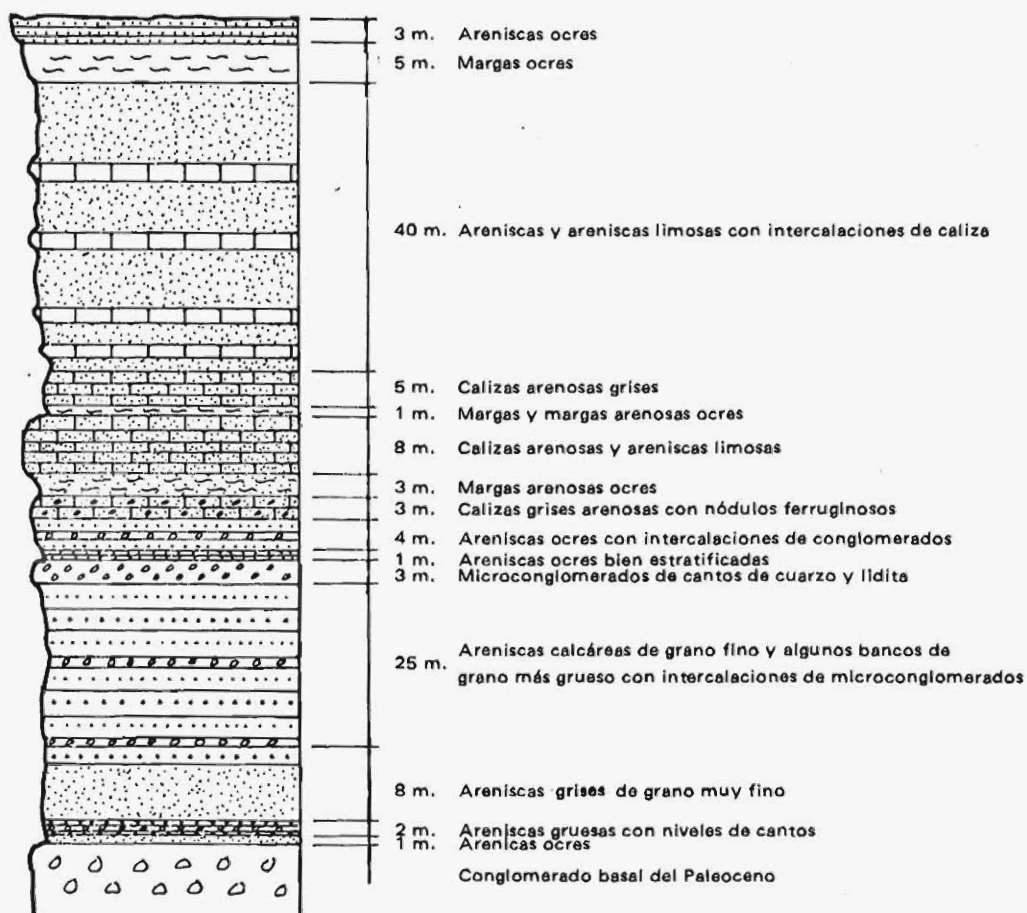 3 m. Areniscas ocres
5 m. Margas ocres
40 m. Areniscas y areniscas limosas con intercalaciones de caliza
5 m. Calizas arenosas grises
1 m. Margas y margas arenosas ocres
8 m. Calizas arenosas y areniscas limosas
3 m. Margas arenosas ocres
3 m. Calizas grises arenosas con nódulos ferruginosos
4 m. Areniscas ocres con intercalaciones de conglomerados
1 m. Areniscas ocres bien estratificadas
3 m. Microconglomerados de cantos de cuarzo y lidita
25 m. Areniscas calcáreas de grano fino y algunos bancos de
grano más grueso con intercalaciones de microconglomerados
8 m. Areniscas grises de grano muy fino
2 m. Areniscas gruesas con niveles de cantos
1 m. Arenicas ocres
Conglomerado basal del Paleoceno